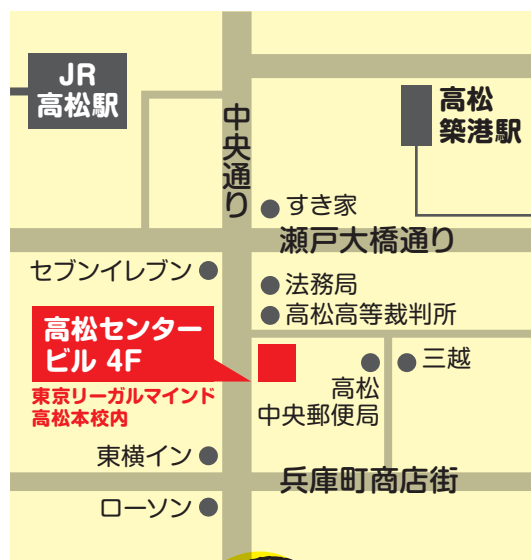 JR
高松駅
高松
築港駅
中央通り
すき家
瀬戸大橋通り
セブンイレブン
法務局
高松高等裁判所
高松センター
ビル 4F
東京リーガルマインド
高松本校内
三越
高松
中央郵便局
東横イン
兵庫町商店街
ローソン